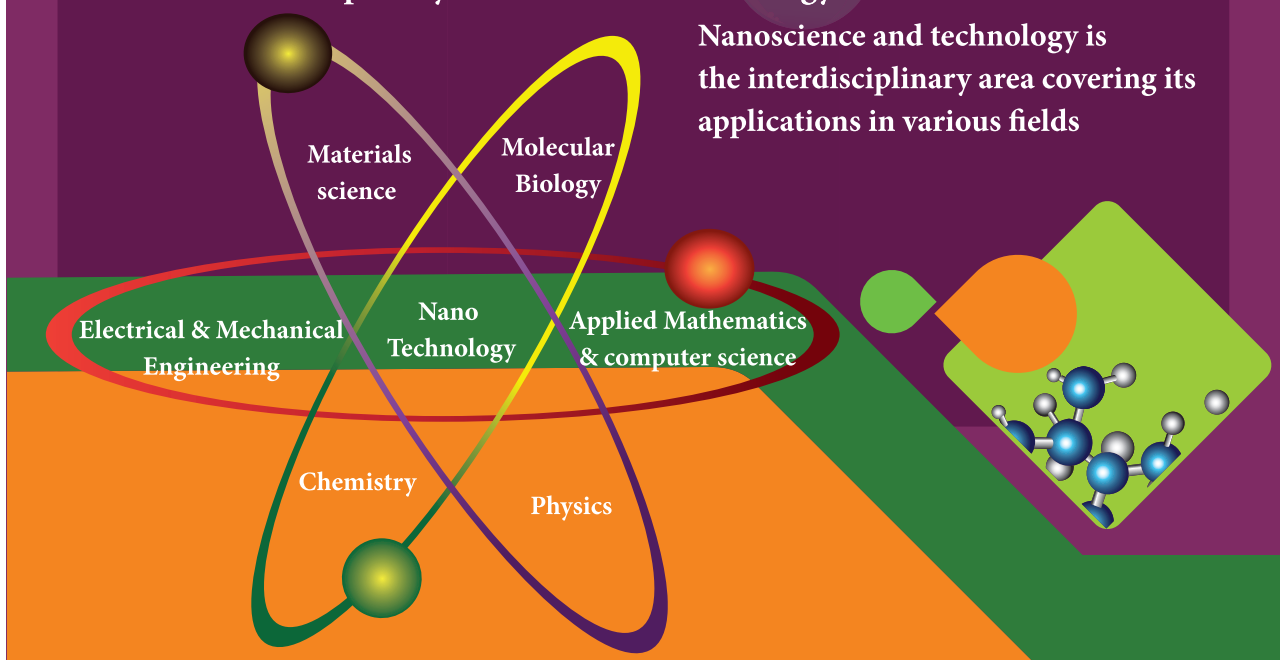 Nanoscience and technology is
the interdisciplinary area covering its
applications in various fields
Materials
science
Molecular
Biology
Electrical & Mechanical
Engineering
Nano
Technology
Applied Mathematics
& computer science
Chemistry
Physics